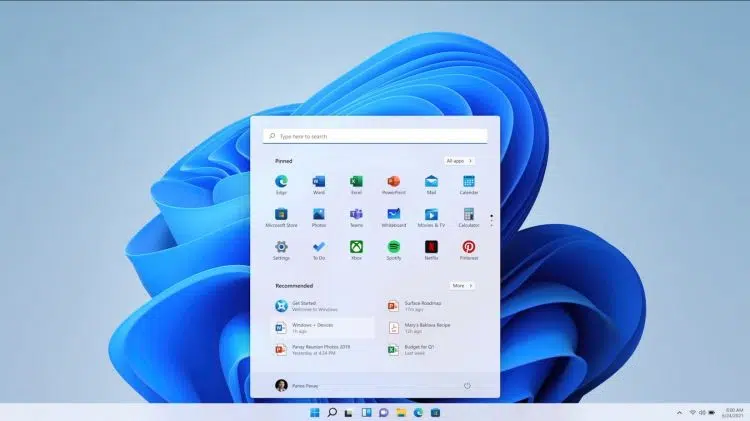 Type here to search
Pinned
All apps
Edge
Word
Excel
PowerPoint
Mail
Calendar
Microsoft Store
Photos
Teams
Whiteboard
Movies & TV
Calculator
Settings
To Do
Xbox
Spotify
Netflix
Pinterest
Recommended
More
Get Started
Welcome to Windows
Surface Roadmap
11m ago
Windows + Devices
1h ago
Mary's Baklava Recipe
12h ago
Panay Reunion Photos 2019
Yesterday at 4:24 PM
Budget for Q1
Last week
Panos Panay
8:00 AM
6/24/2021